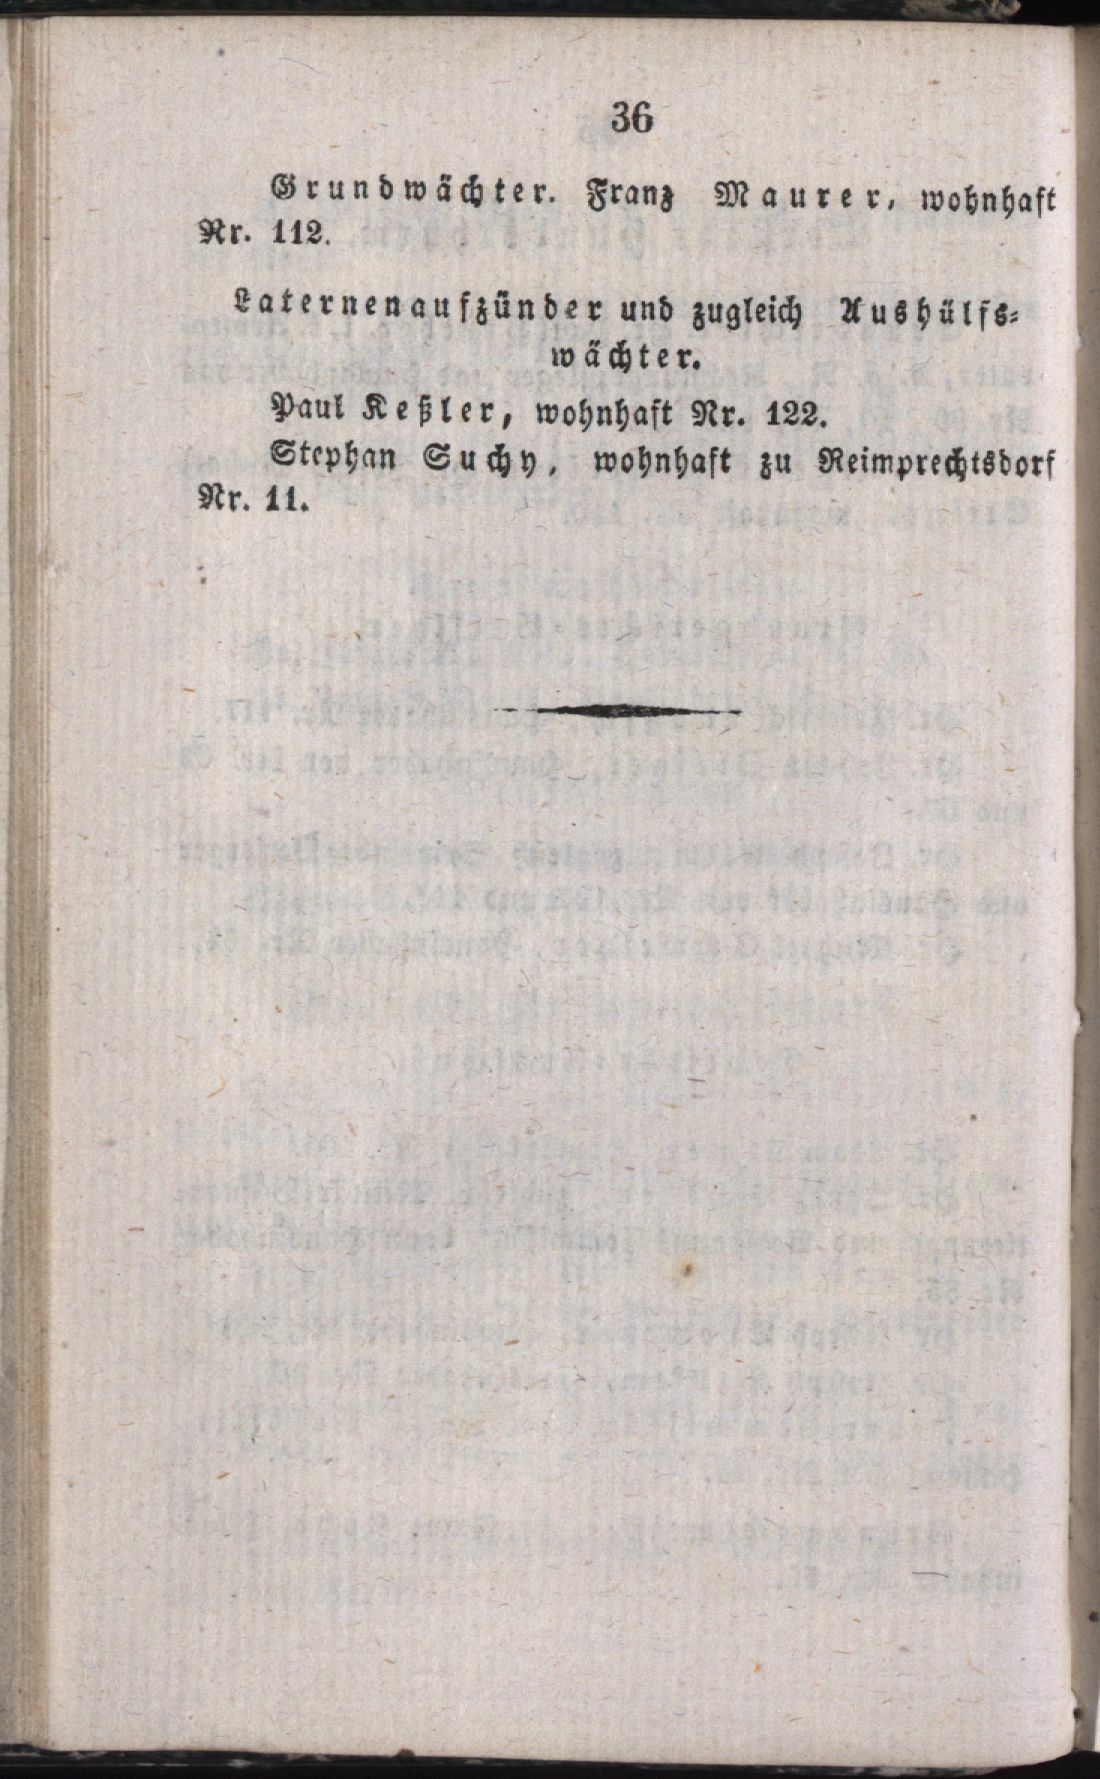 36
Grundwächter. Franz Maurer, wohnhaft
Nr. 112.
Laternenaufzünder und zugleich Aushülfs-
wächter.
Paul Keßler, wohnhaft Nr. 122.
Stephan Suchy, wohnhaft zu Reimprechtsdorf
Nr. 11.